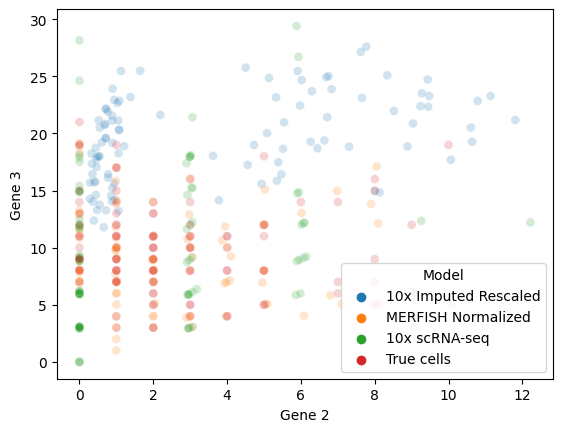 30
25
20
15
10
5
0
Gene 3
0
2
4
6
8
10
12
Gene 2
Model
10x Imputed Rescaled
MERFISH Normalized
10x scRNA-seq
True cells